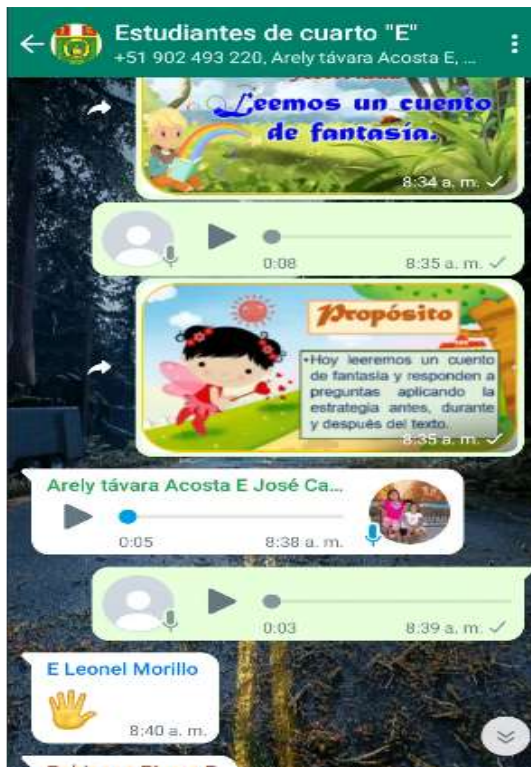 Estudiantes de cuarto "E"
+51 902 493 220, Arely távara Acosta E, ...
Leemos un cuento
de fantasía.
8:34 a. m.
0:08 8:35 a. m.
Propósito
•Hoy leeremos un cuento
de fantasía y responden a
preguntas aplicando la
estrategia antes, durante
y después del texto.
8:35 a. m.
Arely távara Acosta E José Ca...
0:05 8:38 a. m.
0:03 8:39 a. m.
E Leonel Morillo
8:40 a. m.